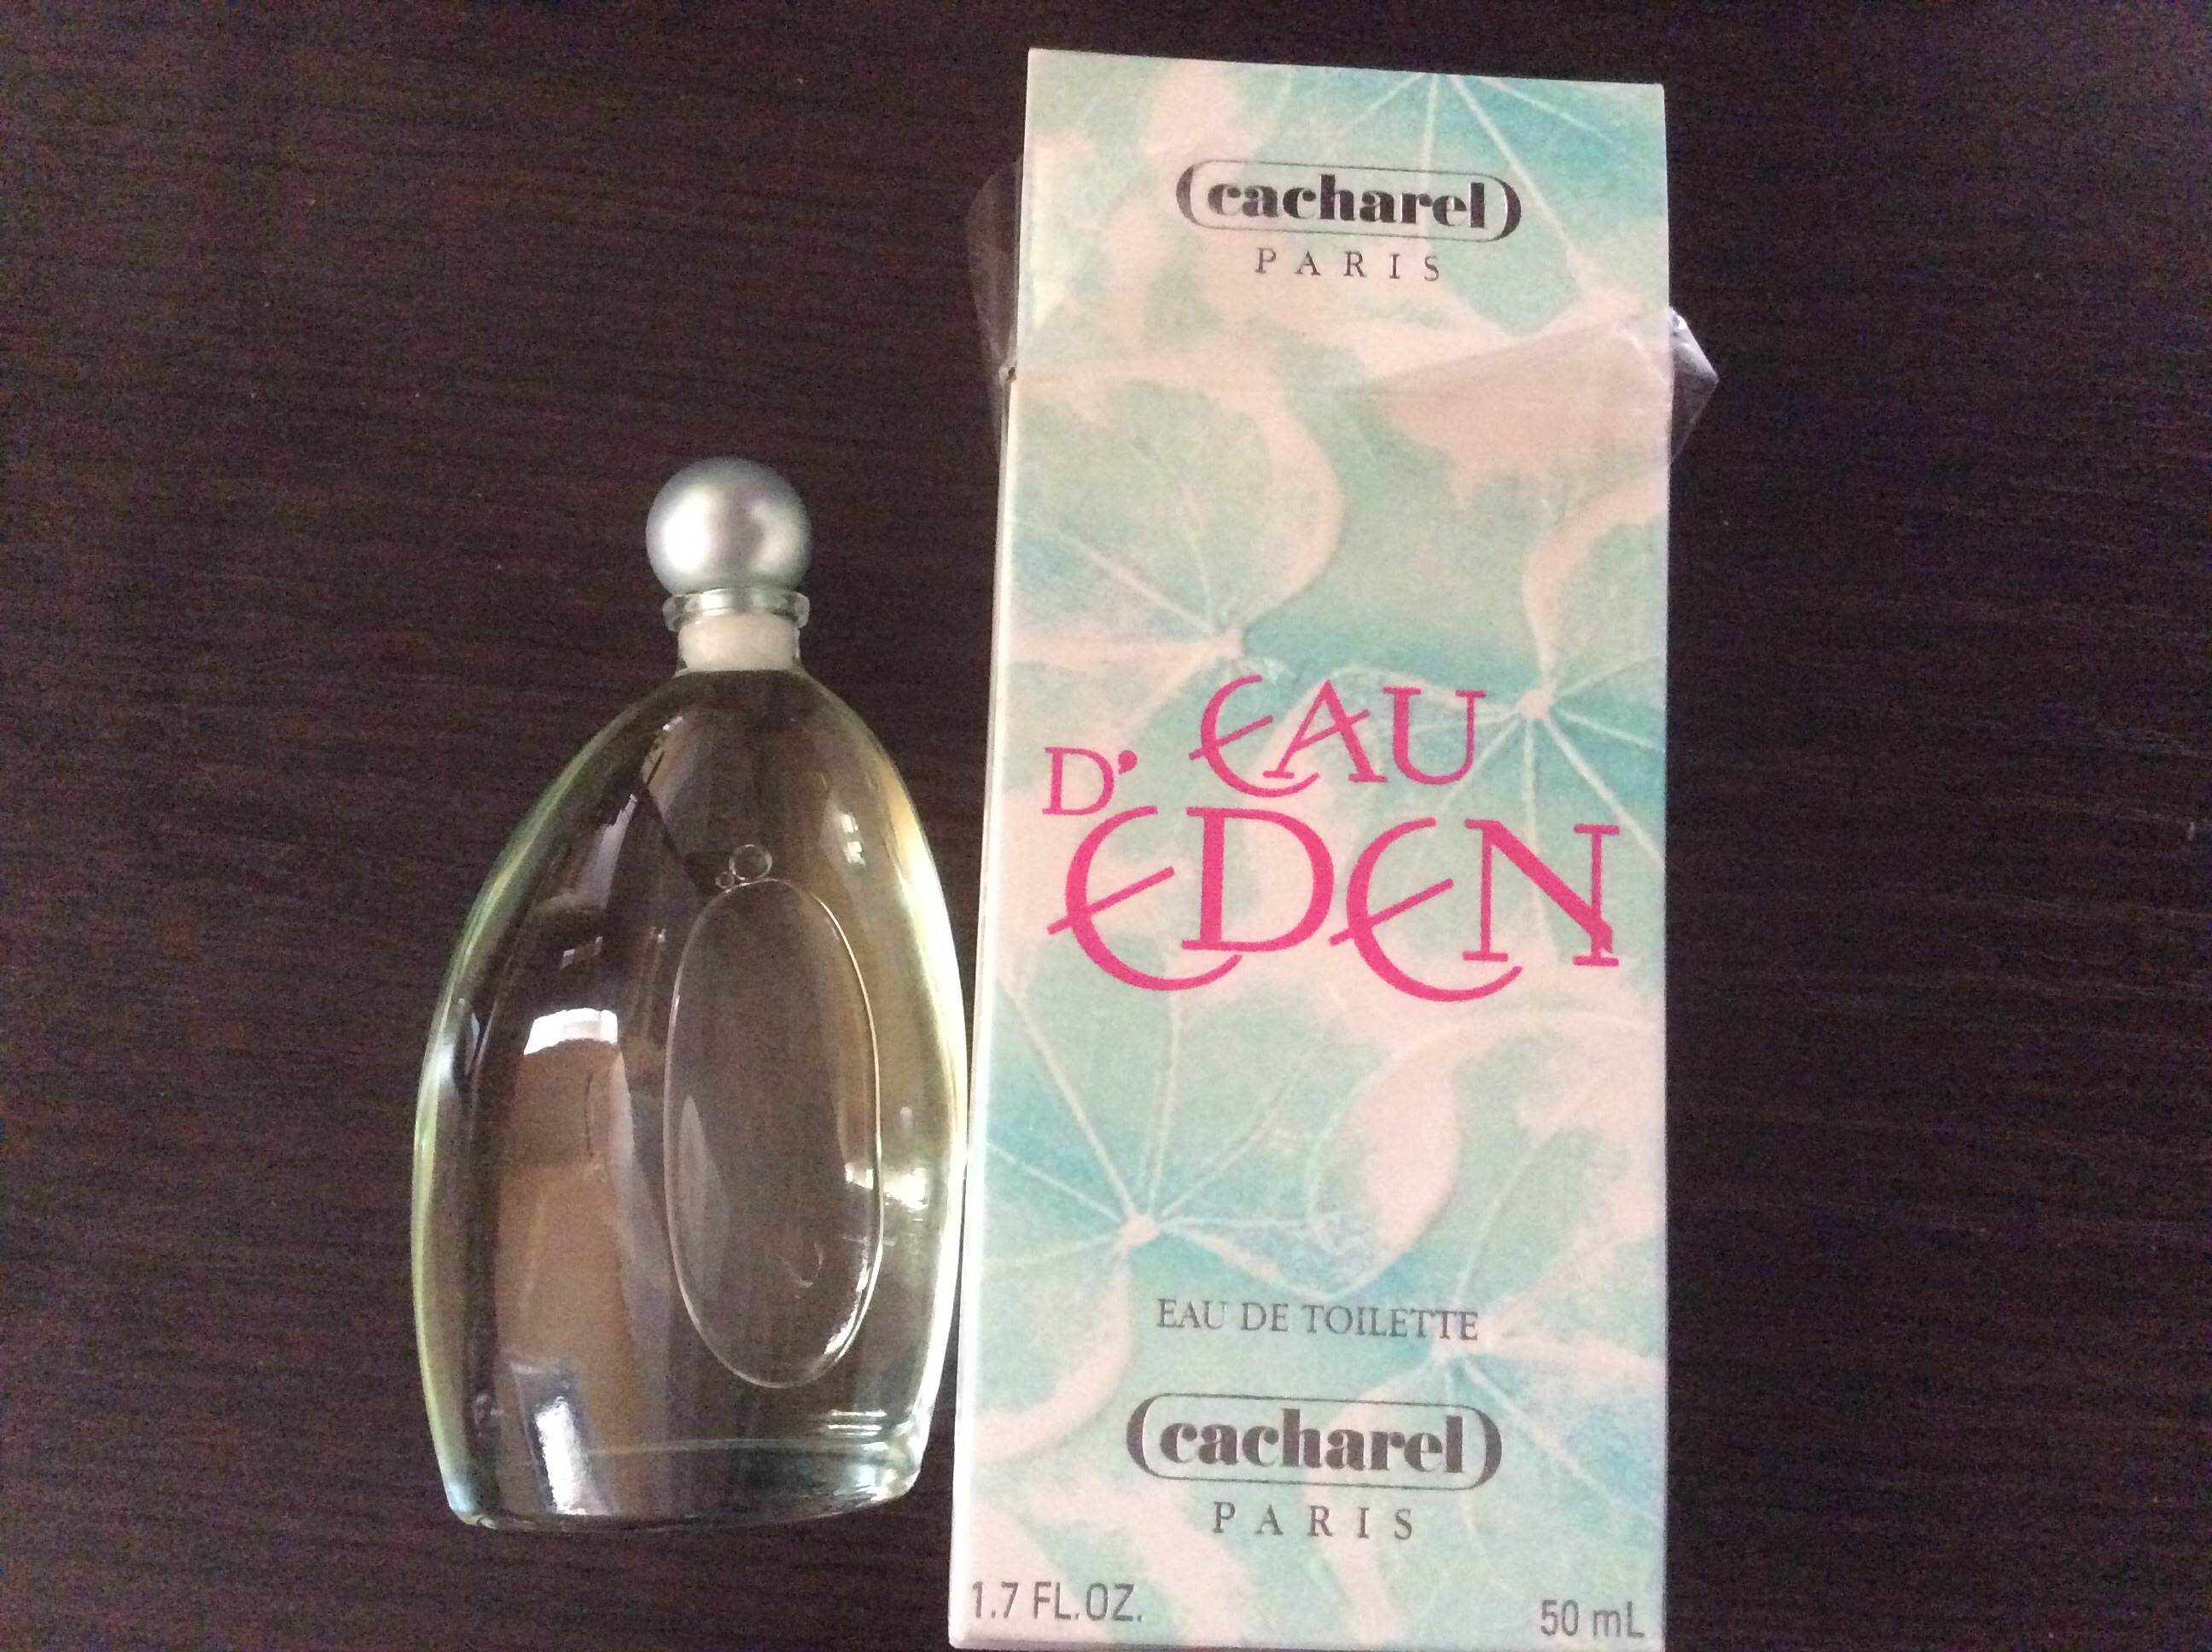 cacharel
PARIS
EAU
D'EDEN
EAU DE TOILETTE
cacharel
PARIS
1.7 FL.OZ. 50 mL